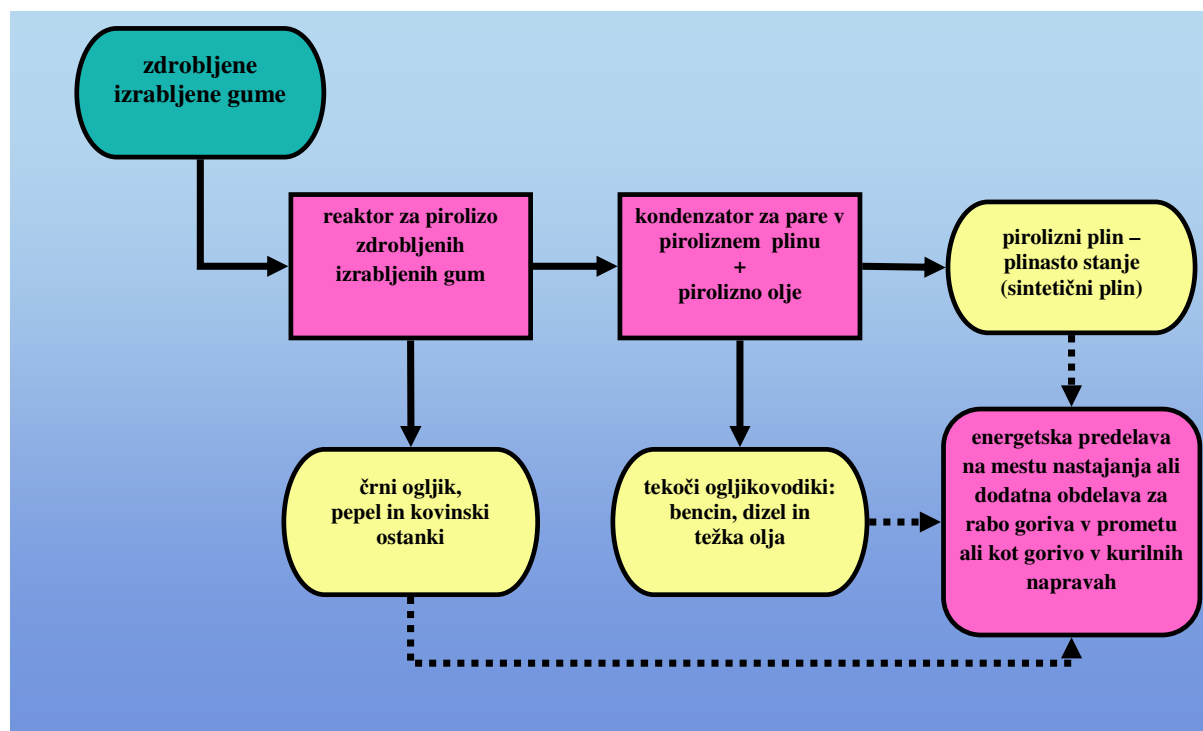 zdrobljene
izrabljene gume
reaktor za pirolizo
zdrobljenih
izrabljenih gum
kondenzator za pare v
piroliznem plinu
+
pirolizno olje
pirolizni plin –
plinasto stanje
(sintetični plin)
črni ogljik,
pepel in kovinski
ostanki
tekoči ogljikovodiki:
bencin, dizel in
težka olja
energetska predelava
na mestu nastajanja ali
dodatna obdelava za
rabo goriva v prometu
ali kot gorivo v kurilnih
napravah